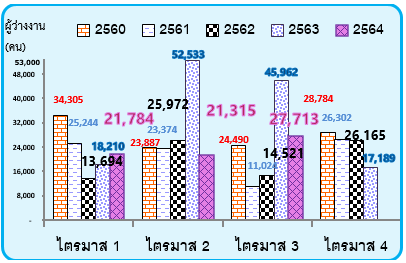 ผู้ว่างงาน
(คน)
2560 2561 2562 2563 2564
53,000
48,000
40,000
32,000
24,000
16,000
8,000
-
34,305 25,244 13,694 18,210 21,784
23,887 23,374 25,972 52,533 21,315
24,490 11,024 14,521 45,962 27,713
28,784 26,302 26,165 17,189
ไตรมาส 1 ไตรมาส 2 ไตรมาส 3 ไตรมาส 4